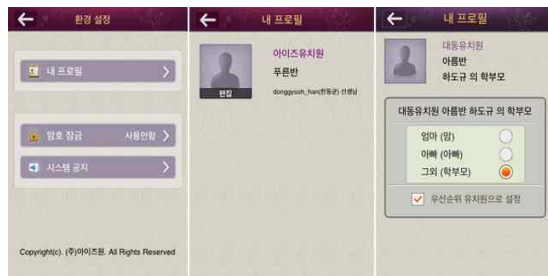 환경 설정
내 프로필
암호 잠금 사용안함
시스템 공지
Copyright(c). (주)아이즈원. All Rights Reserved
내 프로필
편집
아이즈유치원
푸른반
donggyooh_han(한동균) 선생님
내 프로필
대동유치원
아름반
하도규 의 학부모
대동유치원 아름반 하도규 의 학부모
엄마 (맘)
아빠 (아빠)
그외 (학부모)
우선순위 유치원으로 설정